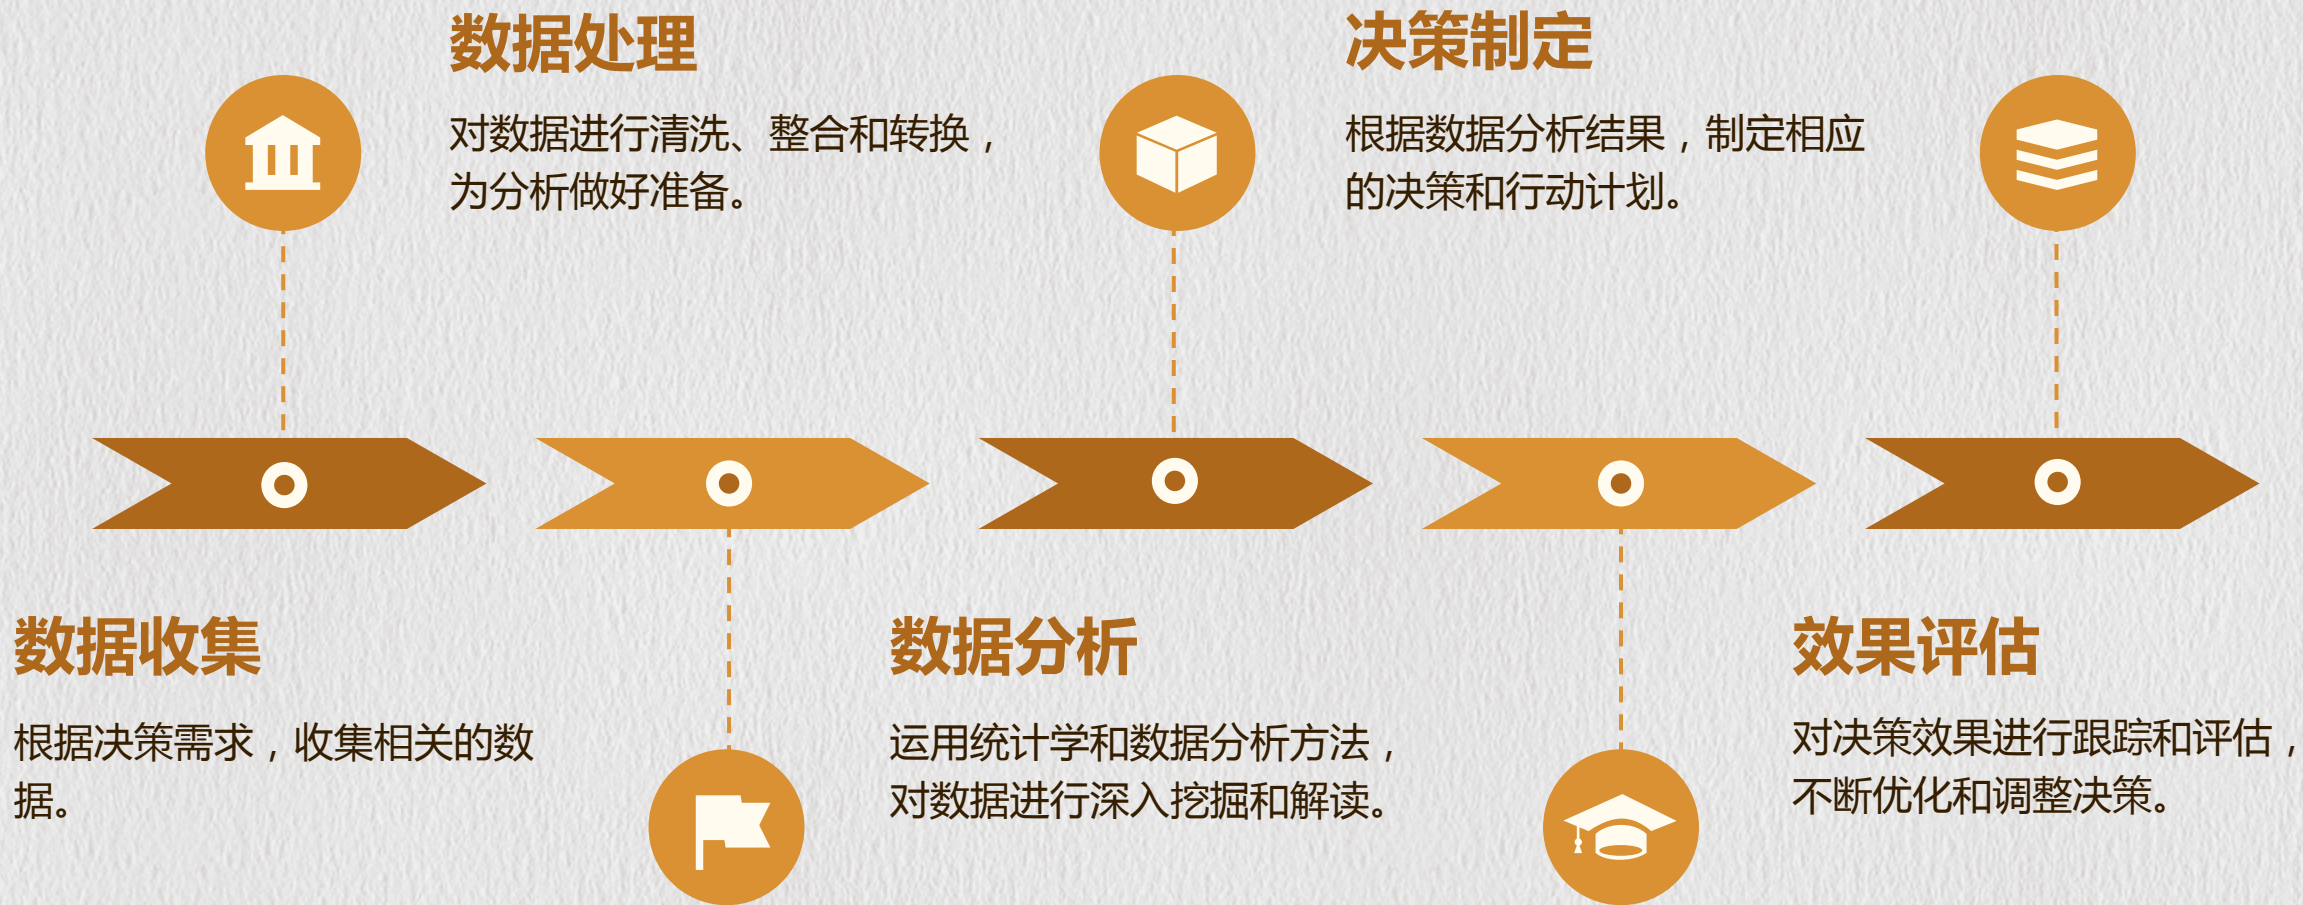 数据处理
对数据进行清洗、整合和转换，
为分析做好准备。
决策制定
根据数据分析结果，制定相应
的决策和行动计划。
数据收集
根据决策需求，收集相关的数
据。
数据分析
运用统计学和数据分析方法，
对数据进行深入挖掘和解读。
效果评估
对决策效果进行跟踪和评估，
不断优化和调整决策。